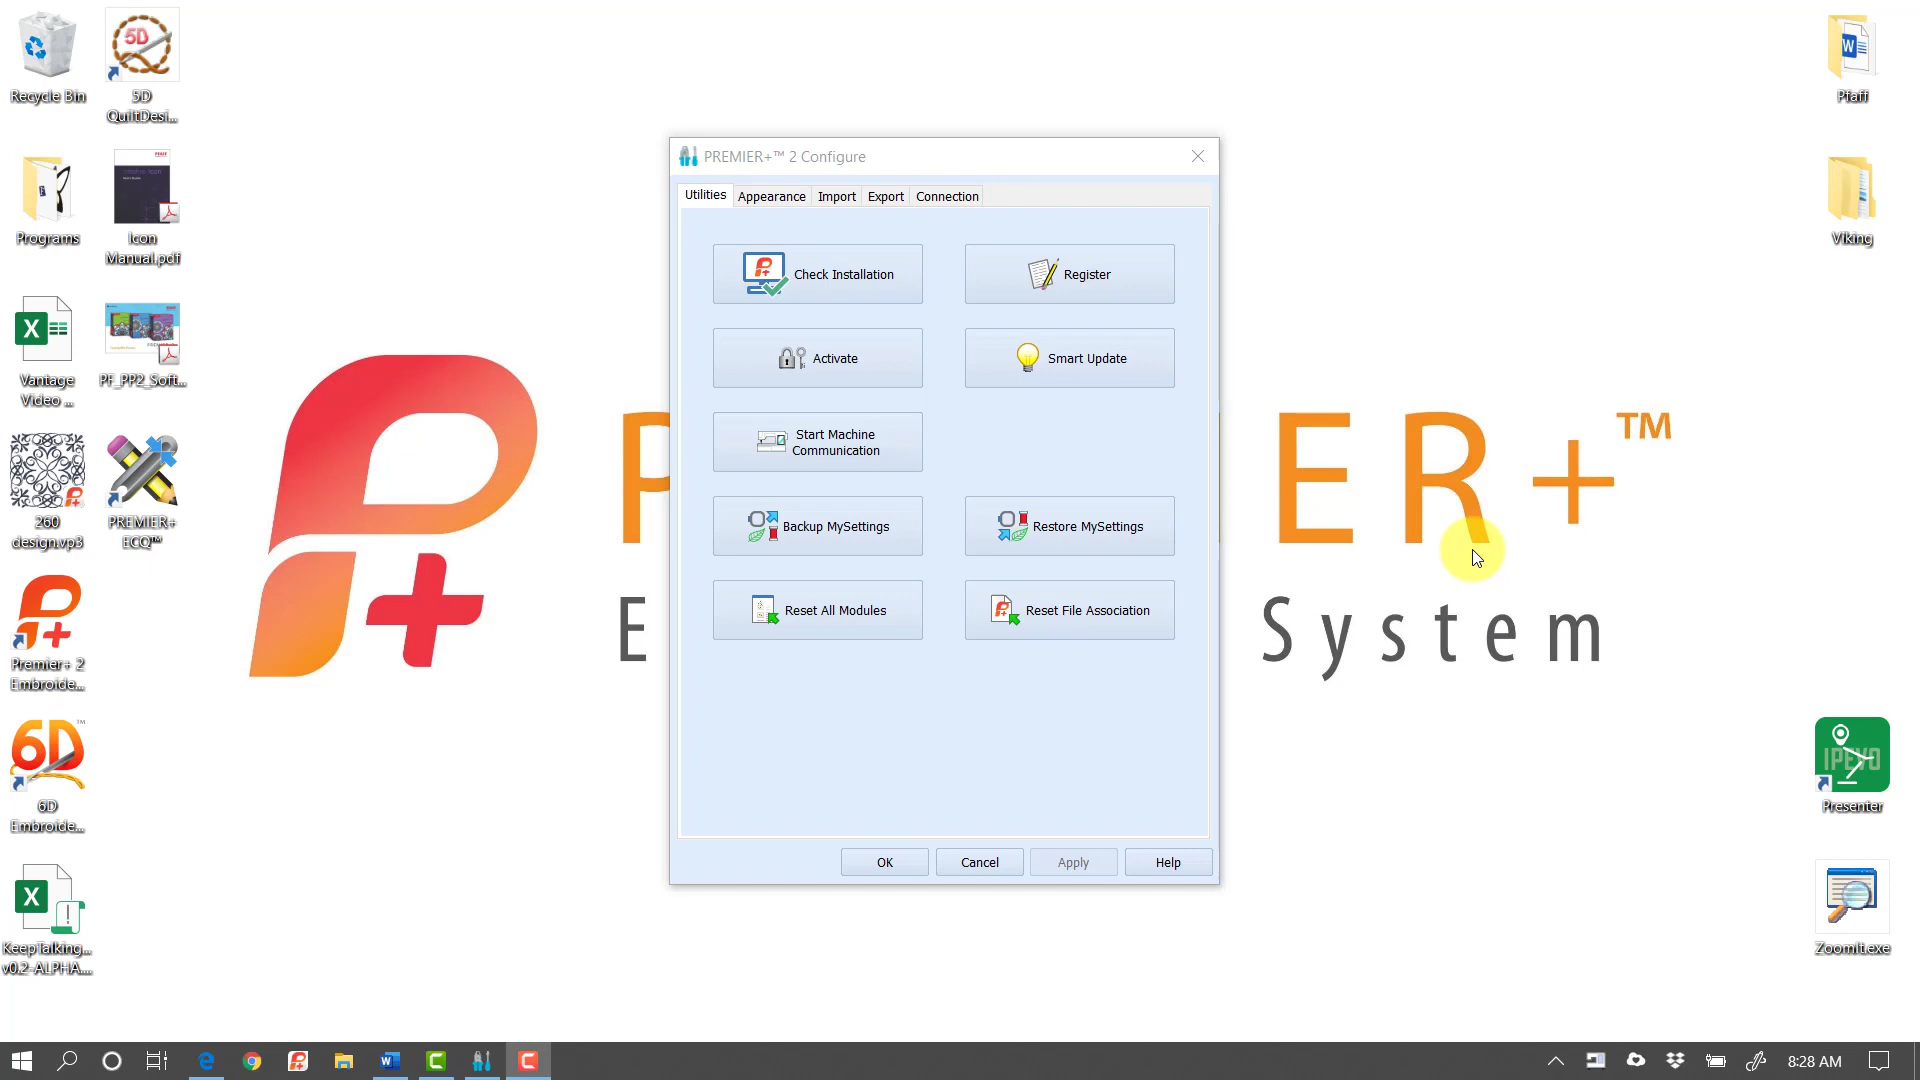 Recycle Bin
5D
QuiltDesi...
Programs
Icon
Manual.pdf
Vantage
Video ...
PF_PP2_Soft...
260
design.vp3
PREMIER+
ECQ™
Premier+ 2
Embroide...
6D
Embroide...
KeepTalking...
v0.2-ALPHA...
PREMIER+™ 2 Configure
Utilities
Appearance
Import
Export
Connection
Check Installation
Register
Activate
Smart Update
Start Machine
Communication
Backup MySettings
Restore MySettings
Reset All Modules
Reset File Association
OK
Cancel
Apply
Help
P
ER+™
E
System
Pfaff
Viking
IPEVO
Presenter
ZoomIt.exe
8:28 AM